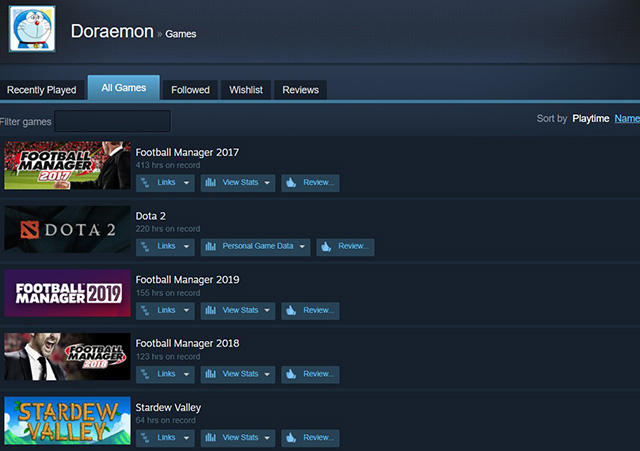 Doraemon » Games
Recently Played All Games Followed Wishlist Reviews
Filter games
Sort by Playtime Name
FOOTBALL MANAGER 2017
Football Manager 2017
413 hrs on record
Links View Stats Review...
DOTA 2
Dota 2
220 hrs on record
Links Personal Game Data Review...
FOOTBALL MANAGER 2019
Football Manager 2019
155 hrs on record
Links View Stats Review...
FOOTBALL MANAGER 2018
Football Manager 2018
123 hrs on record
Links View Stats Review...
STARDEW VALLEY
Stardew Valley
64 hrs on record
Links View Stats Review...